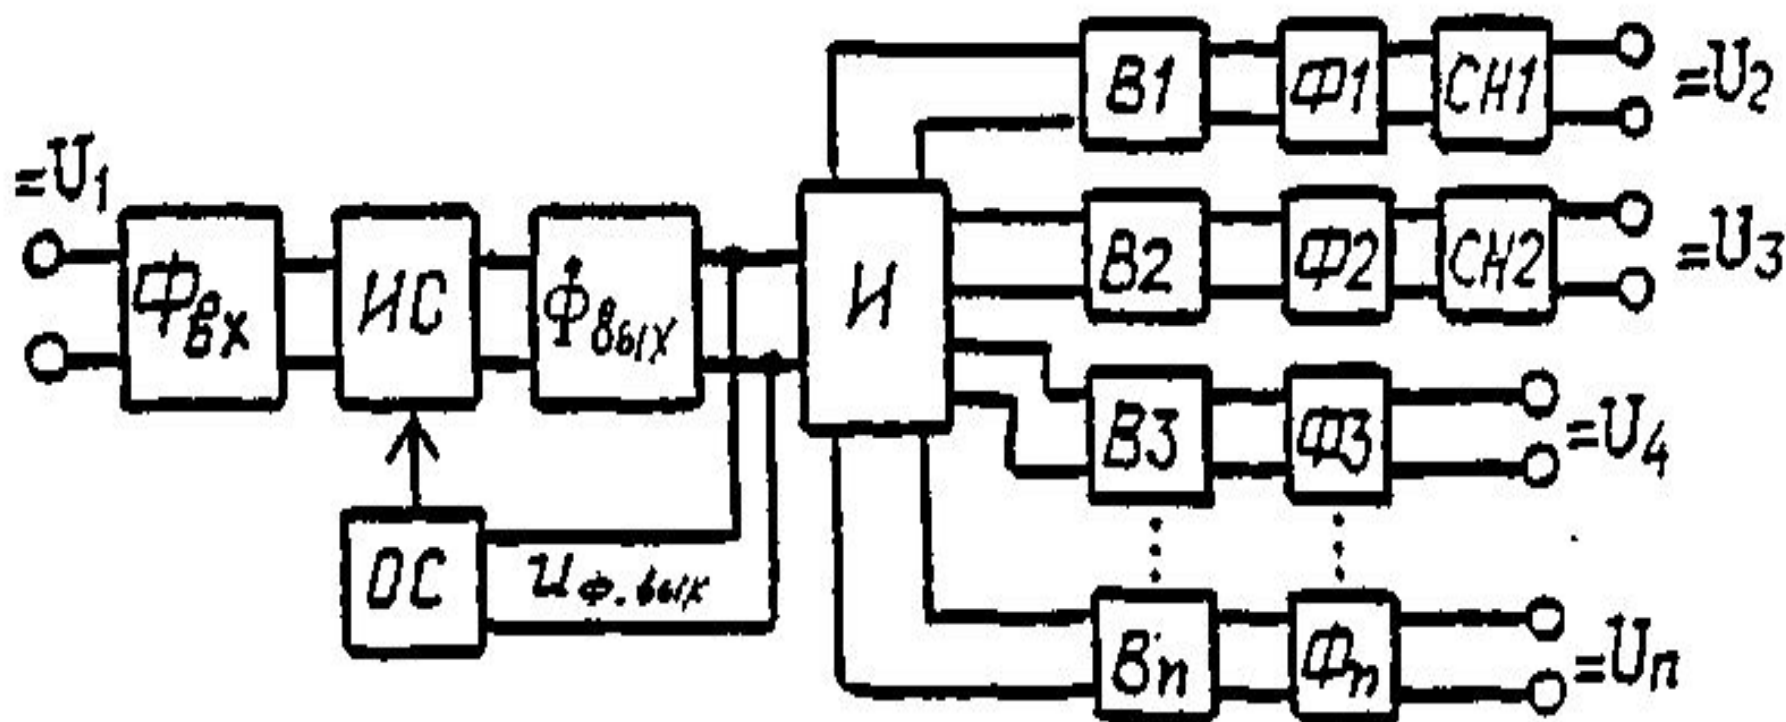 =U₁
Фвх
ИС
Фвых
ОС
Uф.вых
И
В1 Ф1 СН1 =U₂
В2 Ф2 СН2 =U₃
В3 Ф3 =U₄
Вn Фn =Un